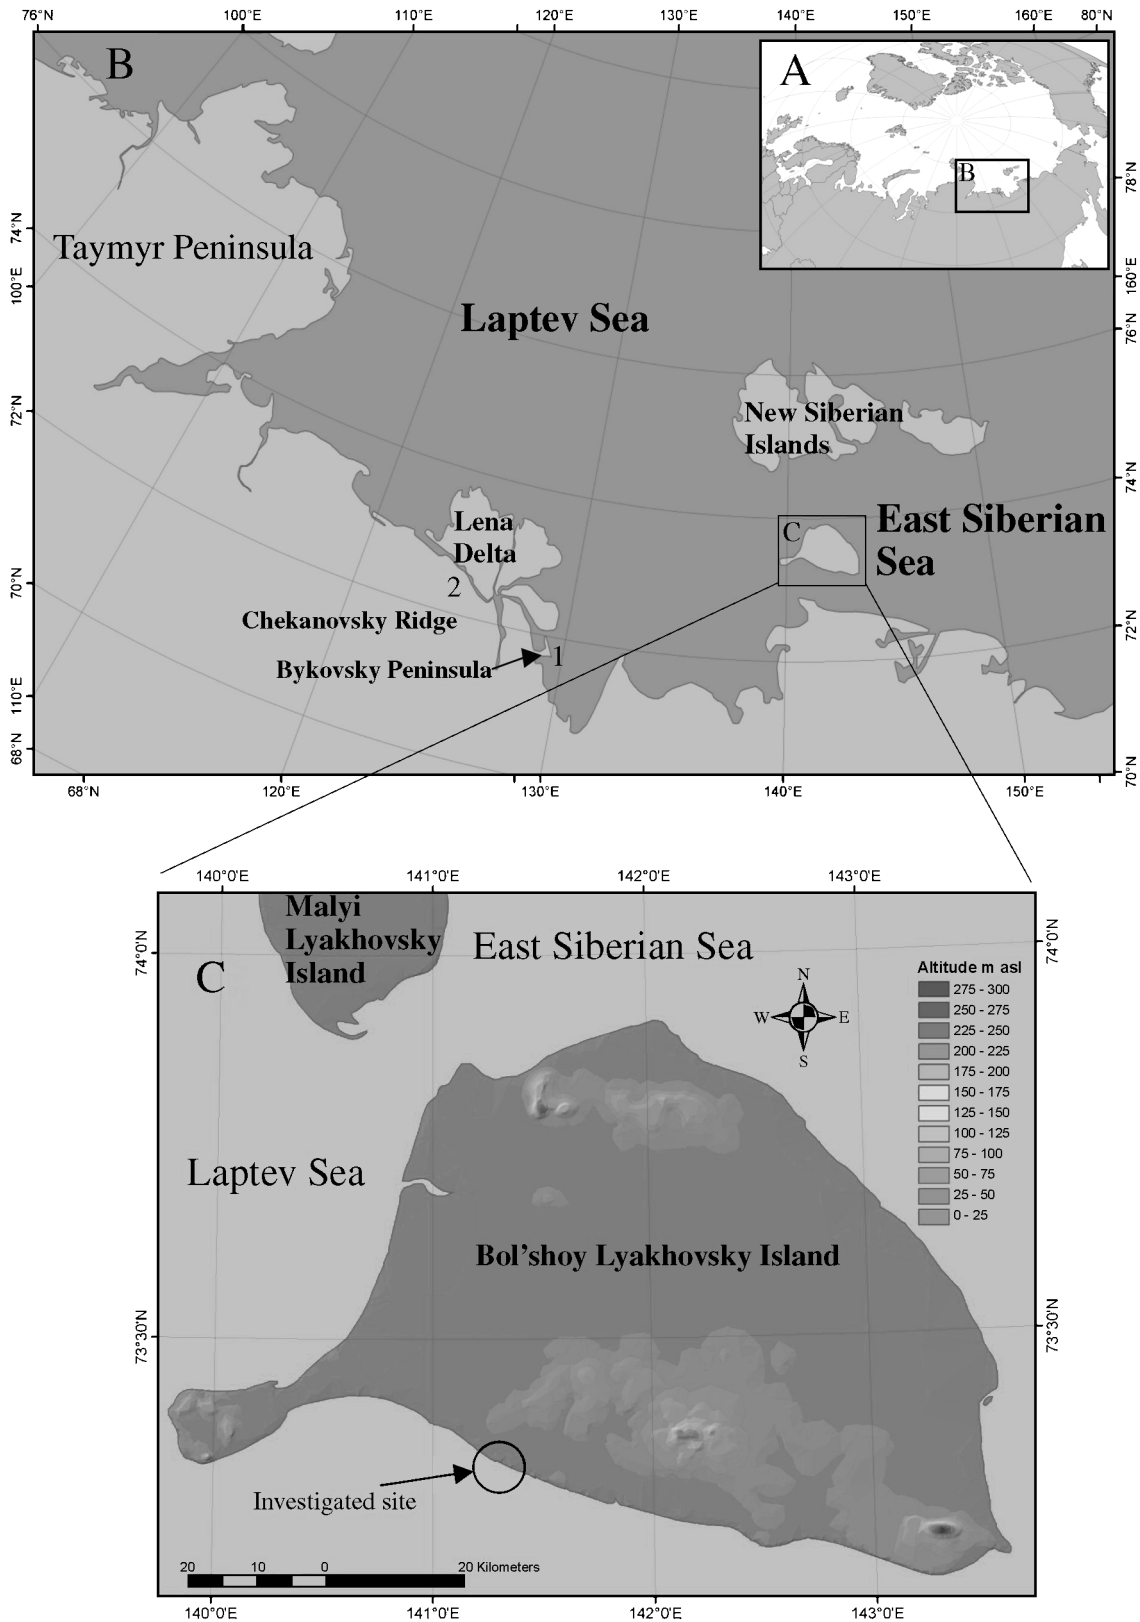 76°N 100°E 110°E 120°E 130°E 140°E 150°E 160°E 80°N
B
A
B
78°N
74°N
Taymyr Peninsula
100°E
160°E
Laptev Sea
76°N
72°N
New Siberian
Islands
74°N
Lena
Delta
C
East Siberian
Sea
70°N
2
Chekanovsky Ridge
72°N
1
Bykovsky Peninsula
110°E
68°N
70°N
68°N 120°E 130°E 140°E 150°E
140°0'E 141°0'E 142°0'E 143°0'E
Malyi
Lyakhovsky
Island
East Siberian Sea
74°0'N
74°0'N
C
N
W E
S
Altitude m asl
275 - 300
250 - 275
225 - 250
200 - 225
175 - 200
150 - 175
125 - 150
100 - 125
75 - 100
50 - 75
25 - 50
0 - 25
Laptev Sea
Bol'shoy Lyakhovsky Island
73°30'N
73°30'N
Investigated site
20 10 0 20 Kilometers
140°0'E 141°0'E 142°0'E 143°0'E